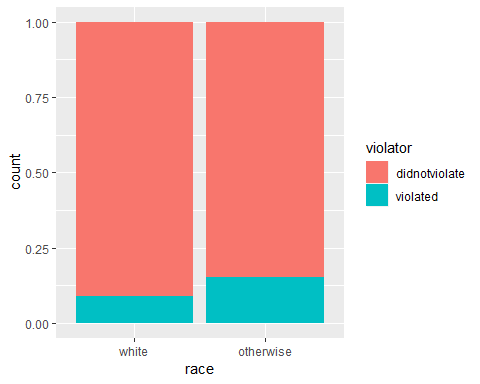 1.00
0.75
0.50
0.25
0.00
count
white
otherwise
race
violator
didnotviolate
violated